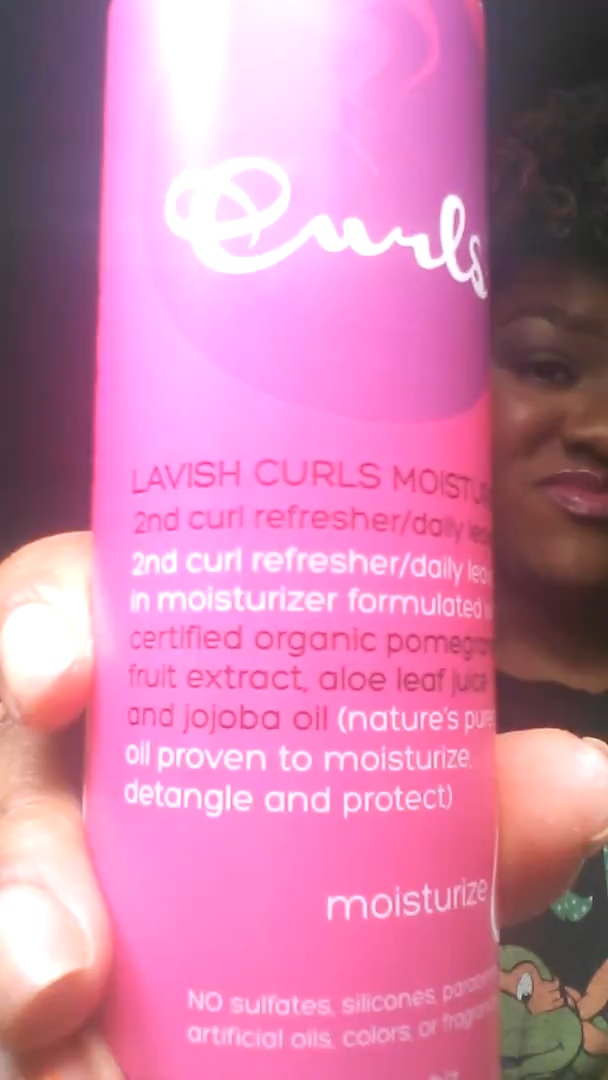 Curls
LAVISH CURLS
2nd curl refresher/daily
2nd curl refresher/daily
in moisturizer formulated
certified organic
fruit extract, aloe leaf juice
and jojoba oil (nature's pure
oil proven to moisturize,
detangle and protect)
moisturize
NO sulfates, silicones,
artificial oils, colors, or